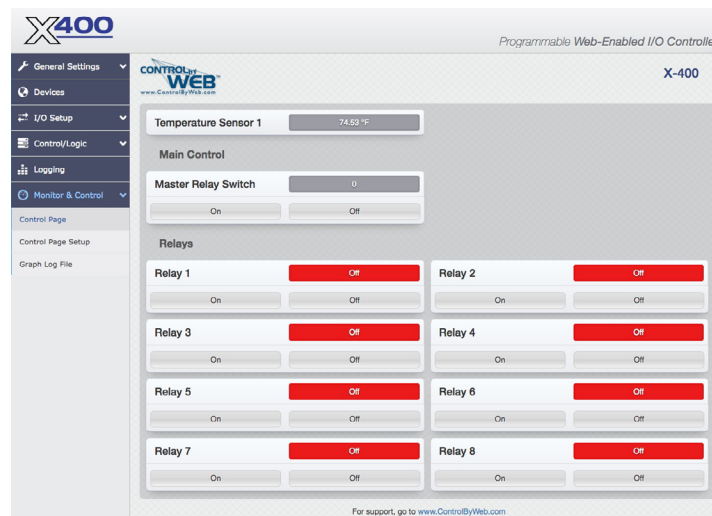 X400
Programmable Web-Enabled I/O Controlle
General Settings
Devices
I/O Setup
Control/Logic
Logging
Monitor & Control
Control Page
Control Page Setup
Graph Log File
CONTROL BY
WEB
www.ControlByWeb.com
X-400
Temperature Sensor 1 74.53 °F
Main Control
Master Relay Switch 0
On Off
Relays
Relay 1 Off Relay 2 Off
On Off On Off
Relay 3 Off Relay 4 Off
On Off On Off
Relay 5 Off Relay 6 Off
On Off On Off
Relay 7 Off Relay 8 Off
On Off On Off
For support, go to www.ControlByWeb.com